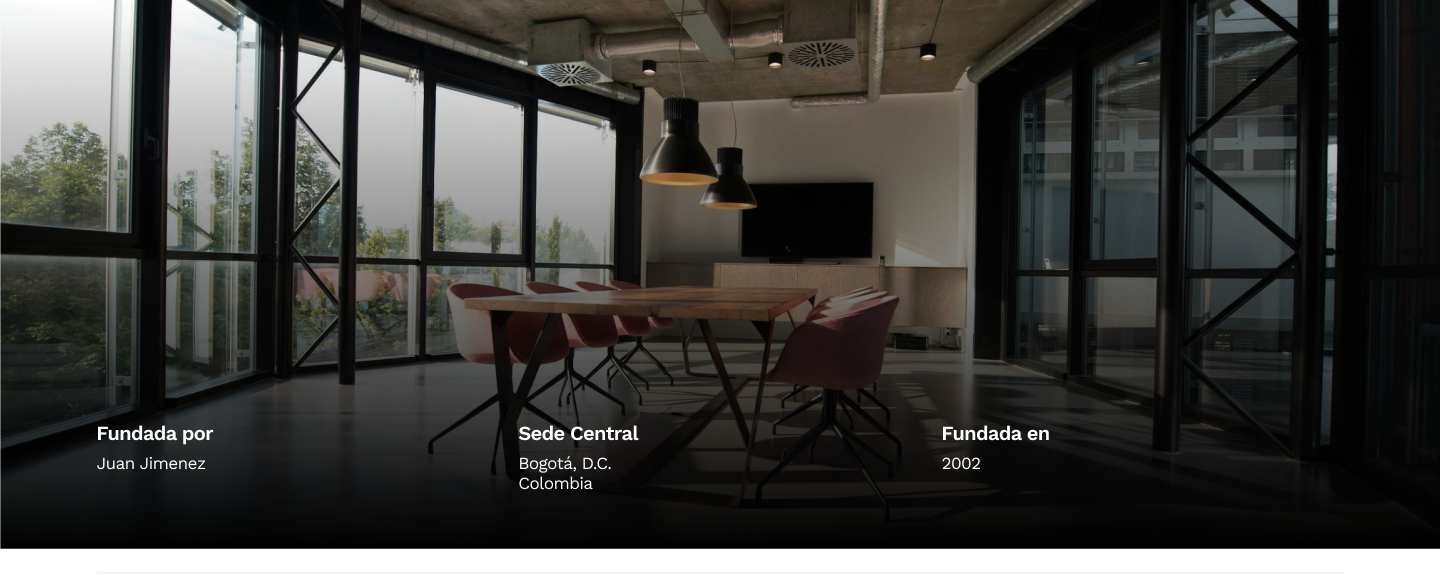 Fundada por
Juan Jimenez
Sede Central
Bogotá, D.C.
Colombia
Fundada en
2002